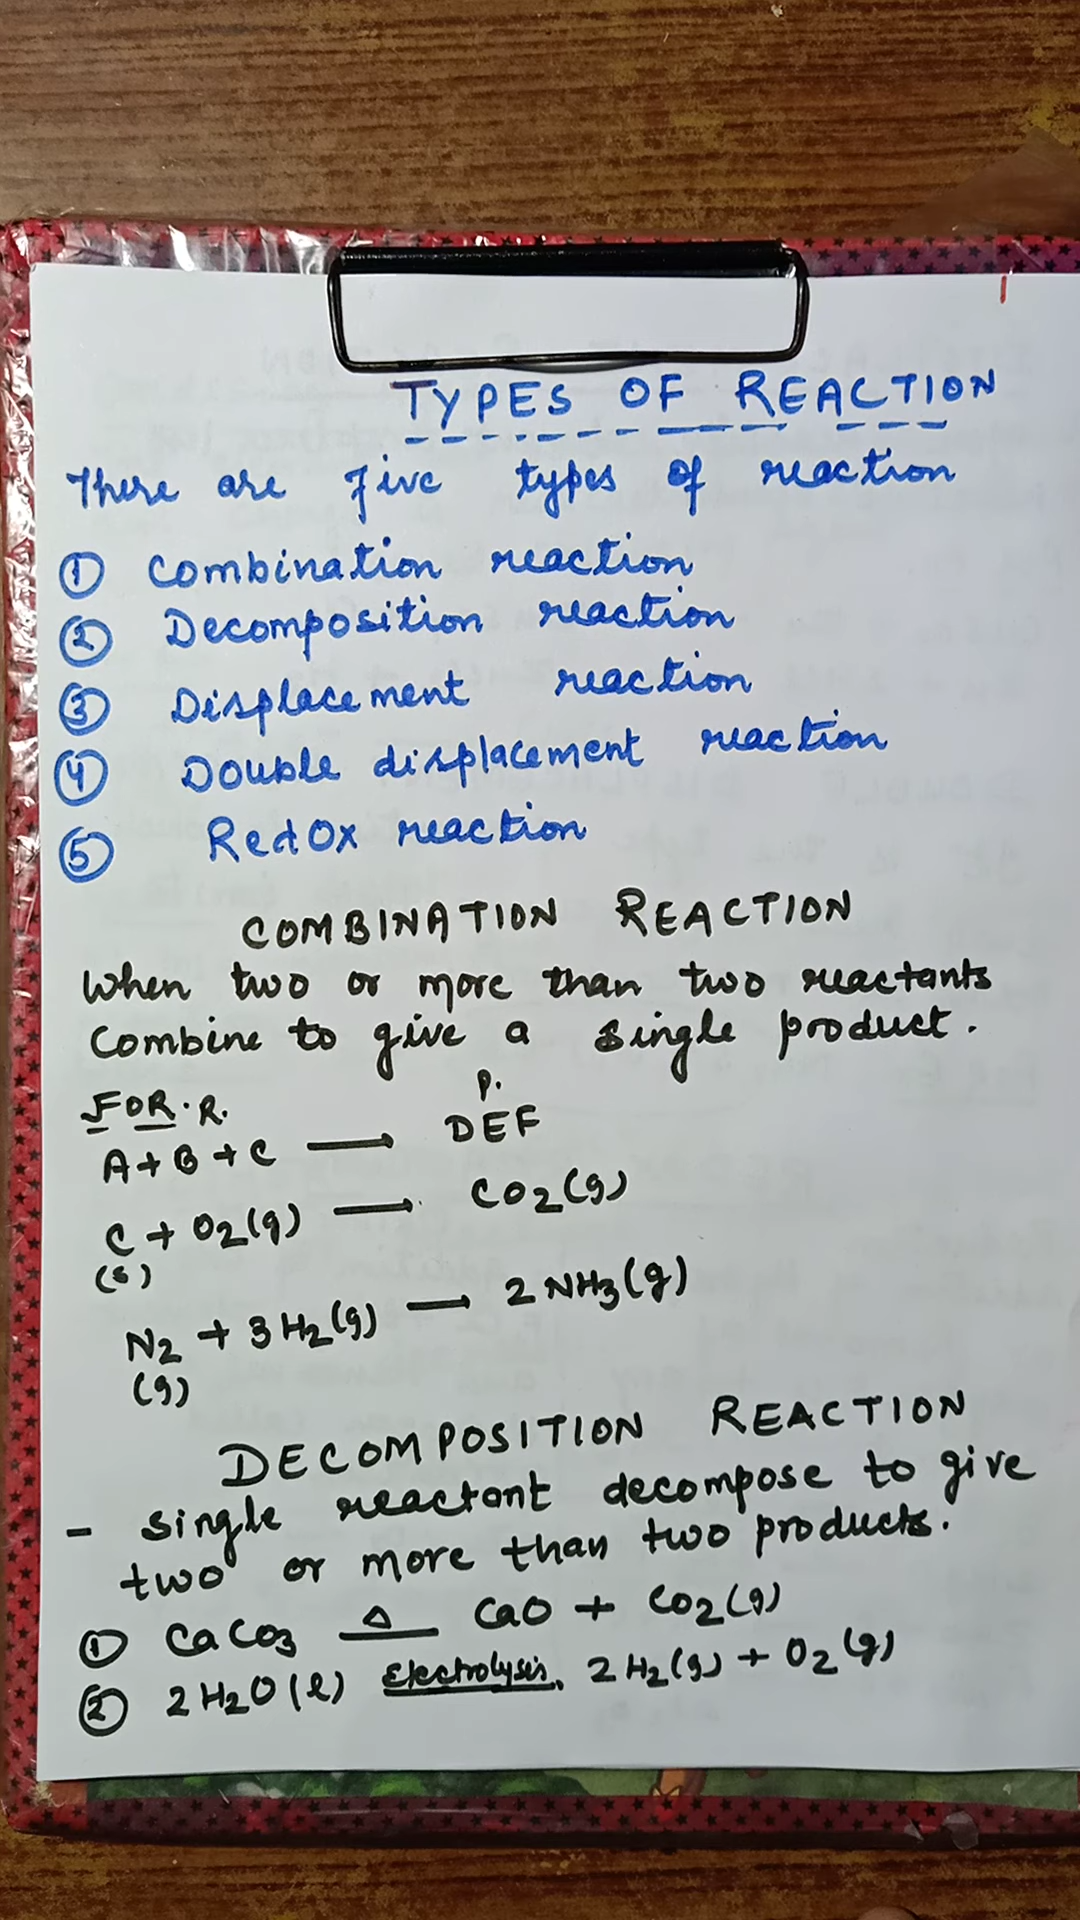 TYPES OF REACTION
There are five types of reaction
① Combination reaction
② Decomposition reaction
③ Displacement reaction
④ Double displacement reaction
⑤ RedOx reaction
COMBINATION REACTION
When two or more than two reactants
Combine to give a single product.
FOR. R. P.
A+B+C → DEF
C + O2(g) → CO2(g)
(s)
N2 + 3H2(g) → 2NH3(g)
(g)
DECOMPOSITION REACTION
- single reactant decompose to give
two or more than two products.
① CaCO3 Δ CaO + CO2(g)
② 2H2O(l) Electrolysis. 2H2(g) + O2(g)